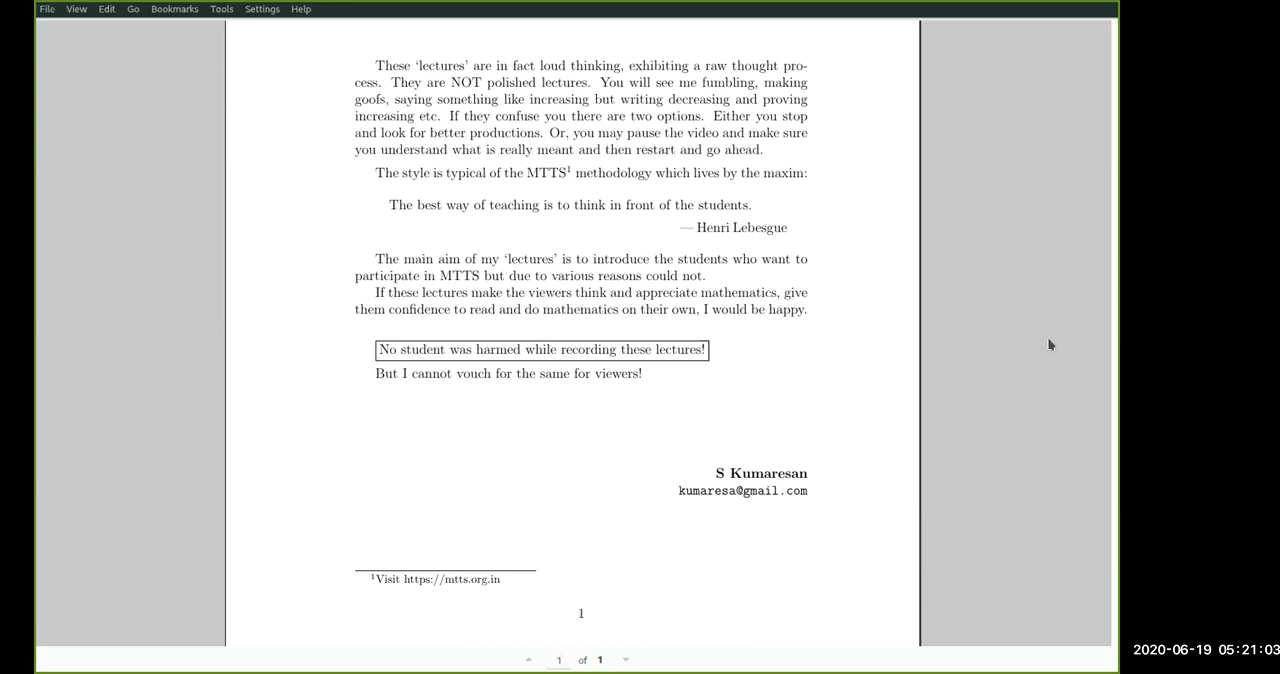 File View Edit Go Bookmarks Tools Settings Help
These ‘lectures’ are in fact loud thinking, exhibiting a raw thought pro-
cess. They are NOT polished lectures. You will see me fumbling, making
goofs, saying something like increasing but writing decreasing and proving
increasing etc. If they confuse you there are two options. Either you stop
and look for better productions. Or, you may pause the video and make sure
you understand what is really meant and then restart and go ahead.
The style is typical of the MTTS¹ methodology which lives by the maxim:
The best way of teaching is to think in front of the students.
— Henri Lebesgue
The main aim of my ‘lectures’ is to introduce the students who want to
participate in MTTS but due to various reasons could not.
If these lectures make the viewers think and appreciate mathematics, give
them confidence to read and do mathematics on their own, I would be happy.
No student was harmed while recording these lectures!
But I cannot vouch for the same for viewers!
S Kumaresan
kumaresa@gmail.com
¹Visit https://mtts.org.in
1
1 of 1
2020-06-19 05:21:03